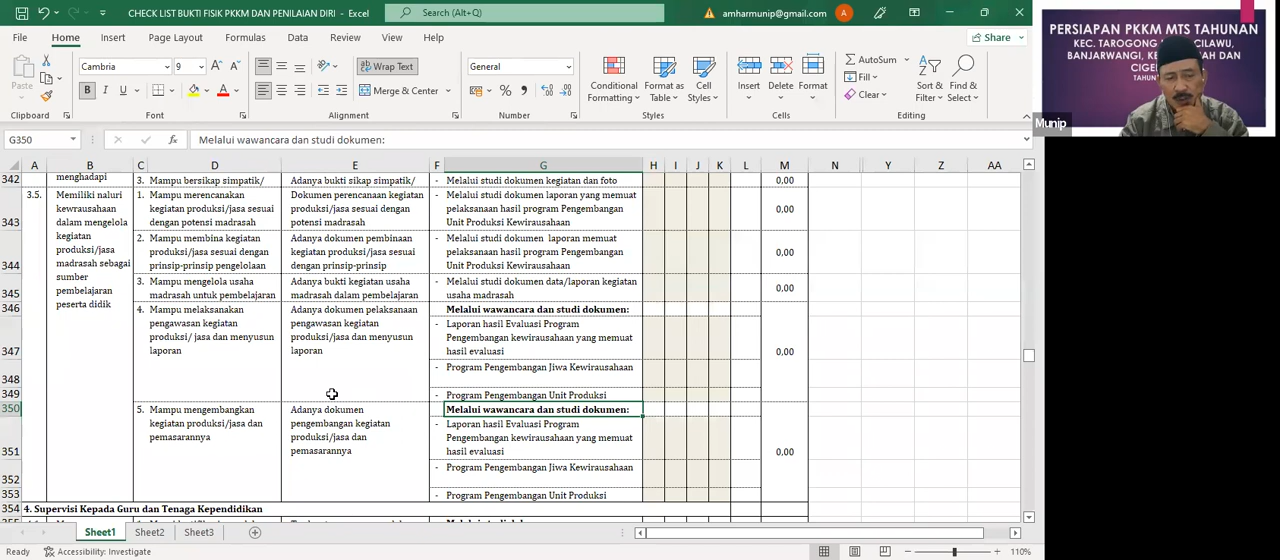 CHECK LIST BUKTI FISIK PKKM DAN PENILAIAN DIRI - Excel
Search (Alt+Q)
amharmunip@gmail.com
A
File Home Insert Page Layout Formulas Data Review View Help
Share
Paste
Cambria 9
Wrap Text
General
AutoSum
B I U
Merge & Center
Conditional Formatting
Format as Table
Cell Styles
Insert Delete Format
Fill
Clear
Sort & Filter
Find & Select
Clipboard Font Alignment Number Styles Cells Editing
G350
Melalui wawancara dan studi dokumen:
A B C D E F G H I J K L M N Y Z AA
342
menghadapi
3. Mampu bersikap simpatik/
Adanya bukti sikap simpatik/
- Melalui studi dokumen kegiatan dan foto
0,00
343
3.5.
Memiliki naluri
kewrausahaan
dalam mengelola
kegiatan
produksi/jasa
madrasah sebagai
sumber
pembelajaran
peserta didik
1. Mampu merencanakan
kegiatan produksi/jasa sesuai
dengan potensi madrasah
Dokumen perencanaan kegiatan
produksi/jasa sesuai dengan
potensi madrasah
- Melalui studi dokumen laporan yang memuat
pelaksanaan hasil program Pengembangan
Unit Produksi Kewirausahaan
0,00
344
2. Mampu membina kegiatan
produksi/jasa sesuai dengan
prinsip-prinsip pengelolaan
Adanya dokumen pembinaan
kegiatan produksi/jasa sesuai
dengan prinsip-prinsip
- Melalui studi dokumen laporan memuat
pelaksanaan hasil program Pengembangan
Unit Produksi Kewirausahaan
0,00
345
3. Mampu mengelola usaha
madrasah untuk pembelajaran
Adanya bukti kegiatan usaha
madrasah dalam pembelajaran
- Melalui studi dokumen data/laporan kegiatan
usaha madrasah
0,00
346
4. Mampu melaksanakan
pengawasan kegiatan
produksi/ jasa dan menyusun
laporan
Adanya dokumen pelaksanaan
pengawasan kegiatan
produksi/jasa dan menyusun
laporan
Melalui wawancara dan studi dokumen:
347
- Laporan hasil Evaluasi Program
Pengembangan kewirausahaan yang memuat
hasil evaluasi
0,00
348
- Program Pengembangan Jiwa Kewirausahaan
349
- Program Pengembangan Unit Produksi
350
5. Mampu mengembangkan
kegiatan produksi/jasa dan
pemasarannya
Adanya dokumen
pengembangan kegiatan
produksi/jasa dan
pemasarannya
Melalui wawancara dan studi dokumen:
351
- Laporan hasil Evaluasi Program
Pengembangan kewirausahaan yang memuat
hasil evaluasi
0,00
352
- Program Pengembangan Jiwa Kewirausahaan
353
- Program Pengembangan Unit Produksi
354
4. Supervisi Kepada Guru dan Tenaga Kependidikan
Sheet1 Sheet2 Sheet3
Ready
Accessibility: Investigate
110%
PERSIAPAN PKKM MTS TAHUNAN
KEC. TAROGONG
CILAWU,
BANJARWANGI,
DAN
Munip